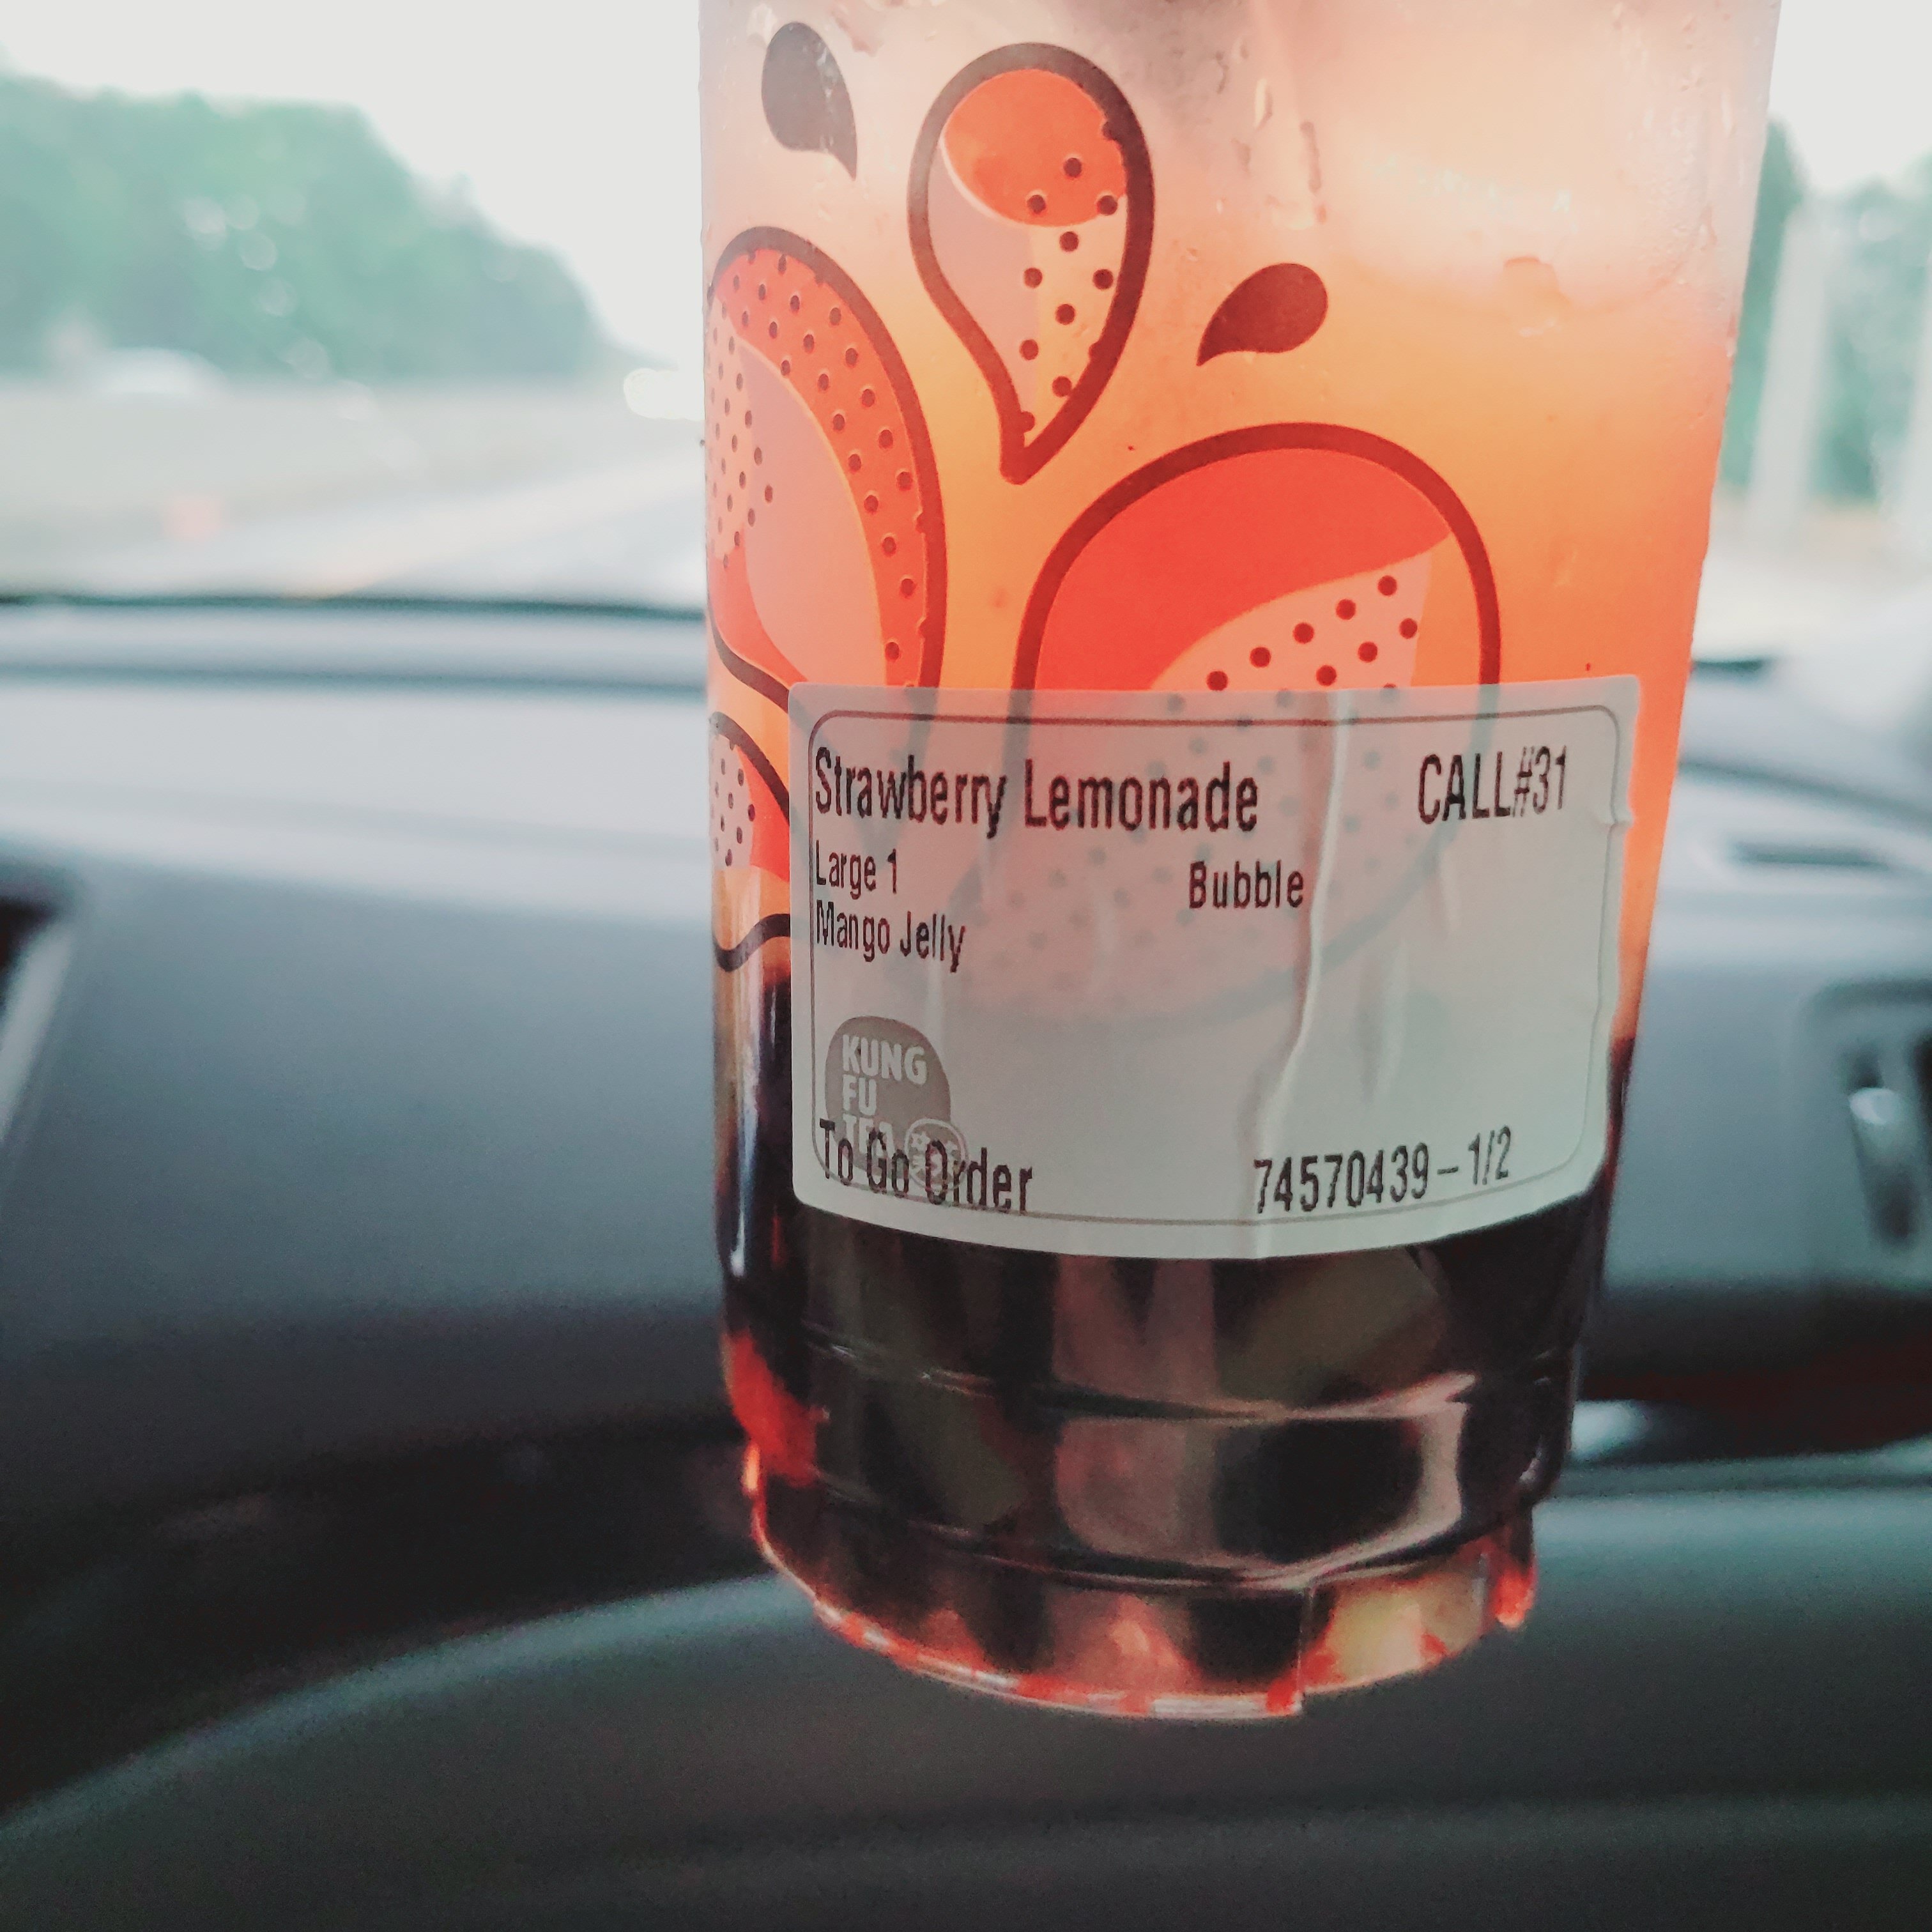 Strawberry Lemonade CALL#31
Large 1 Bubble
Mango Jelly
KUNG
FU
TEA
To Go Order 74570439-1/2